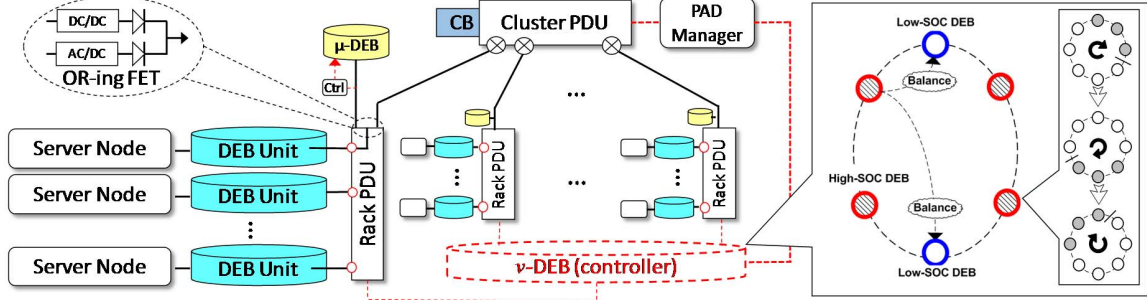 DC/DC
AC/DC
OR-ing FET
μ-DEB
Ctrl
CB
Cluster PDU
PAD
Manager
Server Node
DEB Unit
Server Node
DEB Unit
...
Server Node
DEB Unit
Rack PDU
...
...
Rack PDU
...
...
Rack PDU
...
...
ν-DEB (controller)
Low-SOC DEB
Balance
High-SOC DEB
Balance
Low-SOC DEB